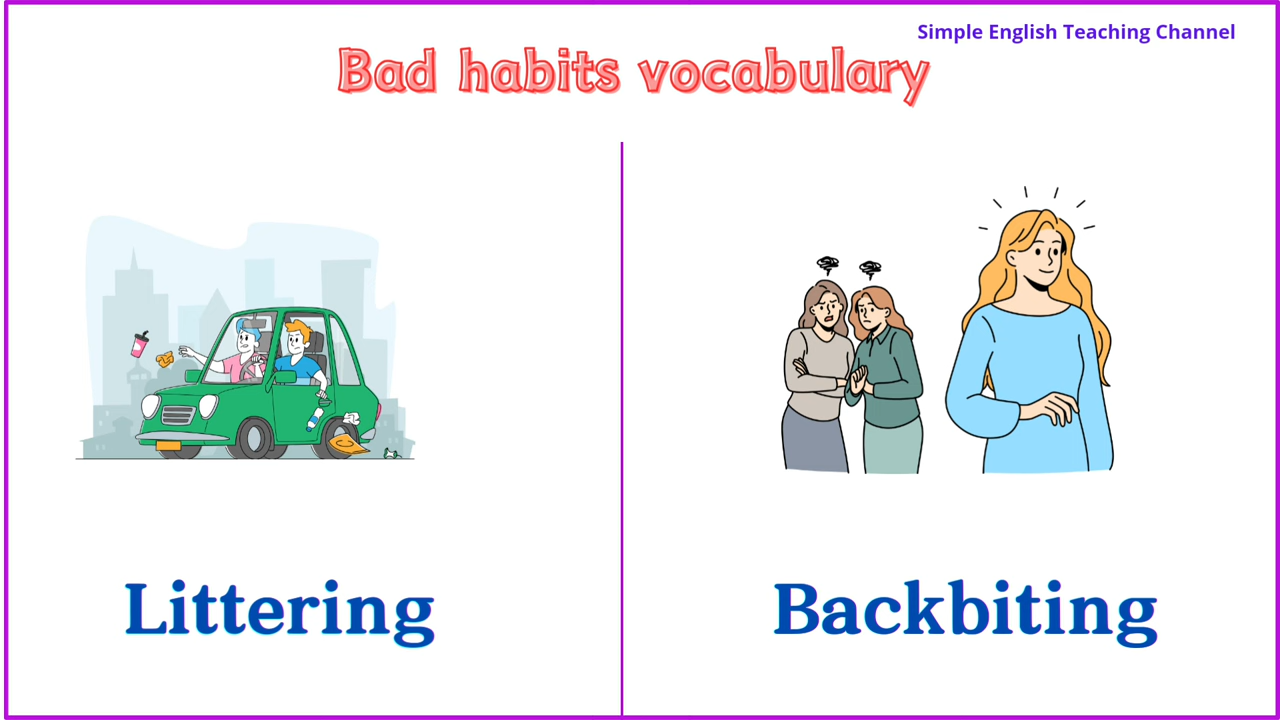 Simple English Teaching Channel
Bad habits vocabulary
Littering
Backbiting